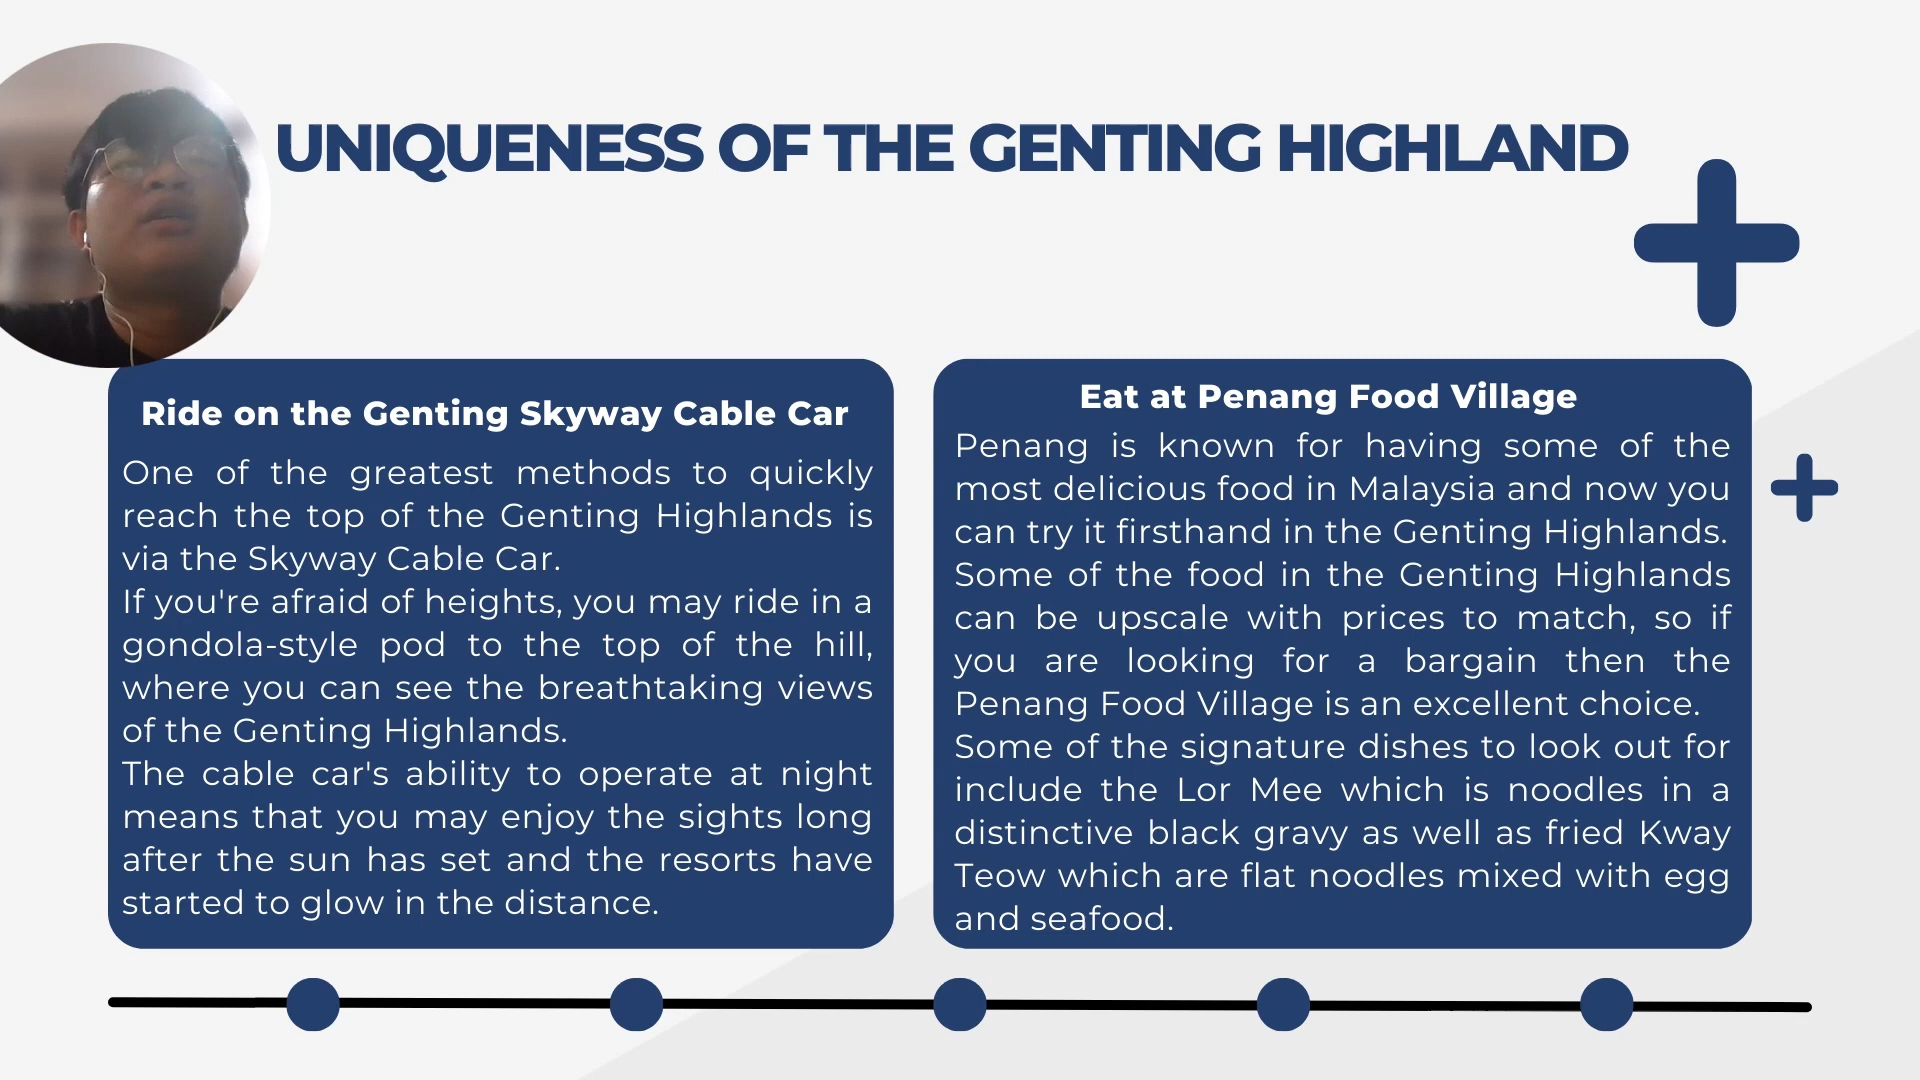 UNIQUENESS OF THE GENTING HIGHLAND
Ride on the Genting Skyway Cable Car
One of the greatest methods to quickly
reach the top of the Genting Highlands is
via the Skyway Cable Car.
If you're afraid of heights, you may ride in a
gondola-style pod to the top of the hill,
where you can see the breathtaking views
of the Genting Highlands.
The cable car's ability to operate at night
means that you may enjoy the sights long
after the sun has set and the resorts have
started to glow in the distance.
Eat at Penang Food Village
Penang is known for having some of the
most delicious food in Malaysia and now you
can try it firsthand in the Genting Highlands.
Some of the food in the Genting Highlands
can be upscale with prices to match, so if
you are looking for a bargain then the
Penang Food Village is an excellent choice.
Some of the signature dishes to look out for
include the Lor Mee which is noodles in a
distinctive black gravy as well as fried Kway
Teow which are flat noodles mixed with egg
and seafood.